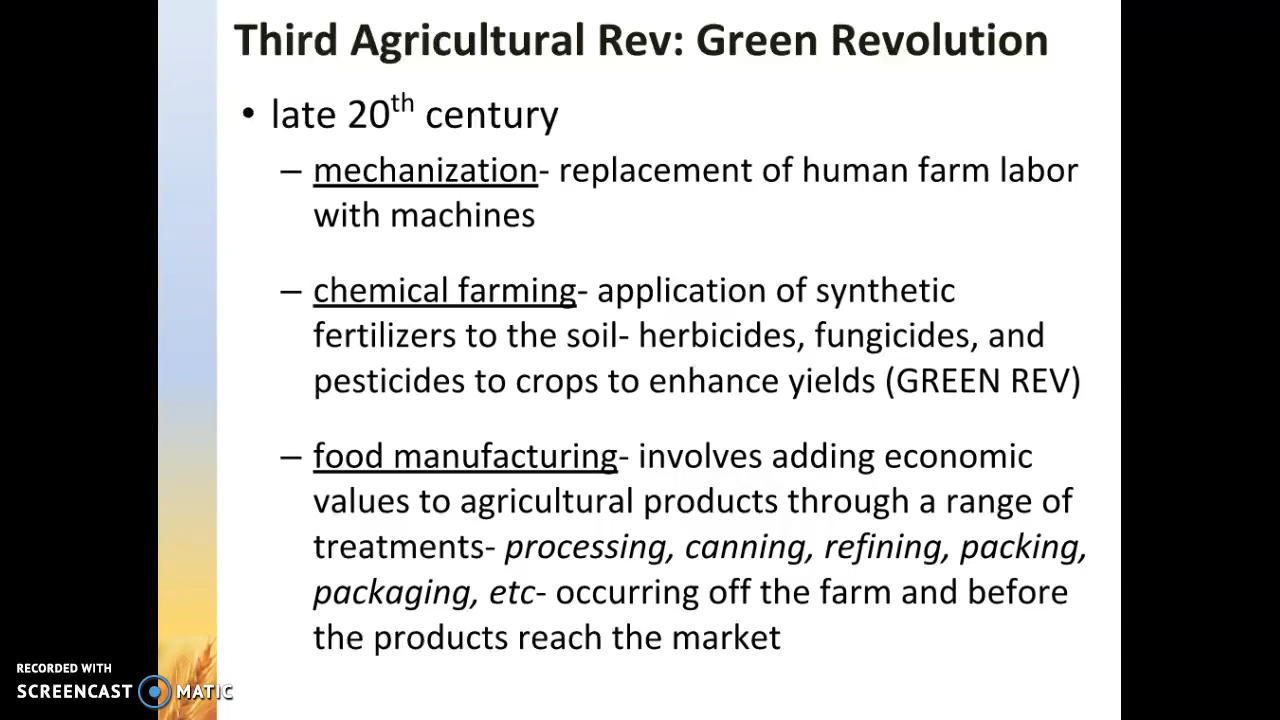 Third Agricultural Rev: Green Revolution
• late 20th century
– mechanization- replacement of human farm labor
with machines
– chemical farming- application of synthetic
fertilizers to the soil- herbicides, fungicides, and
pesticides to crops to enhance yields (GREEN REV)
– food manufacturing- involves adding economic
values to agricultural products through a range of
treatments- processing, canning, refining, packing,
packaging, etc- occurring off the farm and before
the products reach the market
RECORDED WITH
SCREENCAST MATIC